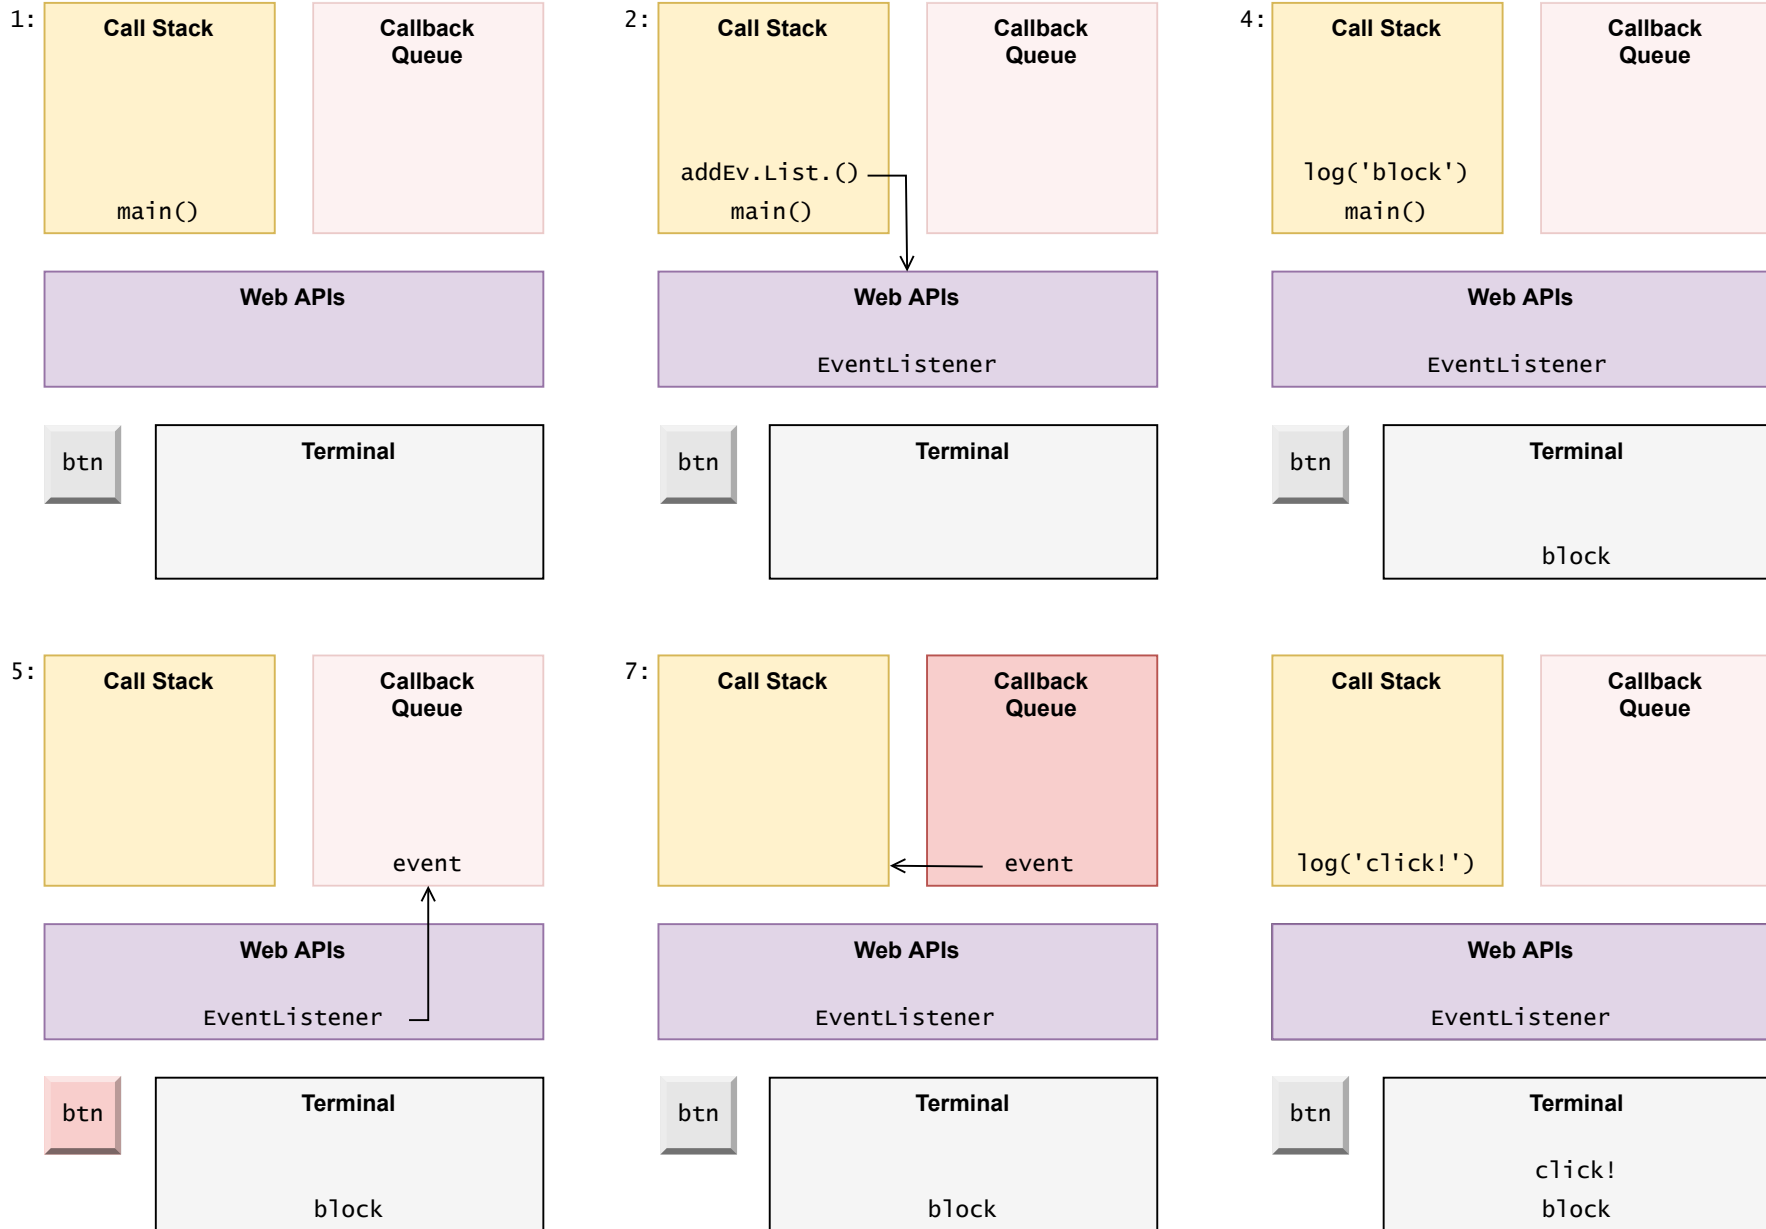 1:
Call Stack
Callback
Queue
main()
Web APIs
btn
Terminal
2:
Call Stack
Callback
Queue
addEv.List.()
main()
Web APIs
EventListener
btn
Terminal
4:
Call Stack
Callback
Queue
log('block')
main()
Web APIs
EventListener
btn
Terminal
block
5:
Call Stack
Callback
Queue
event
Web APIs
EventListener
btn
Terminal
block
7:
Call Stack
Callback
Queue
event
Web APIs
EventListener
btn
Terminal
block
Call Stack
Callback
Queue
log('click!')
Web APIs
EventListener
btn
Terminal
click!
block